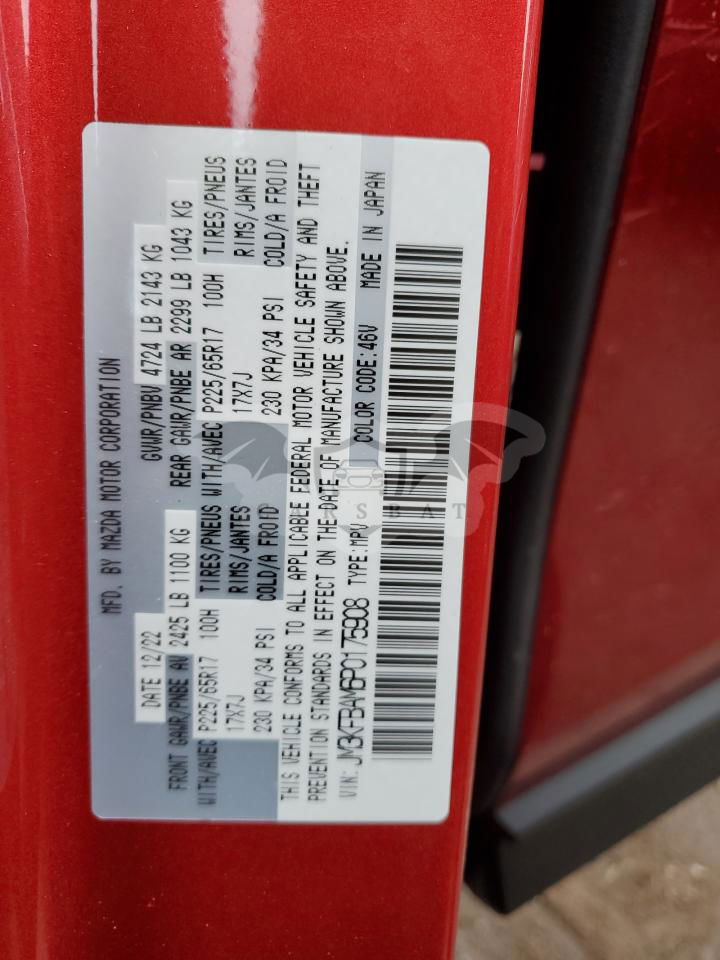 MFD. BY MAZDA MOTOR CORPORATION
DATE 12/22 GVWR/PNBV 4724 LB 2143 KG
FRONT GAWR/PNBE AV 2425 LB 1100 KG REAR GAWR/PNBE AR 2299 LB 1043 KG
WITH/AVEC P225/65R17 100H TIRES/PNEUS WITH/AVEC P225/65R17 100H TIRES/PNEUS
17X7J RIMS/JANTES 17X7J RIMS/JANTES
230 KPA/34 PSI COLD/A FROID 230 KPA/34 PSI COLD/A FROID
THIS VEHICLE CONFORMS TO ALL APPLICABLE FEDERAL MOTOR VEHICLE SAFETY AND THEFT
PREVENTION STANDARDS IN EFFECT ON THE DATE OF MANUFACTURE SHOWN ABOVE.
VIN: JM3KFBAM6P0175908 TYPE:MPV COLOR CODE:46V MADE IN JAPAN
CARSBAT